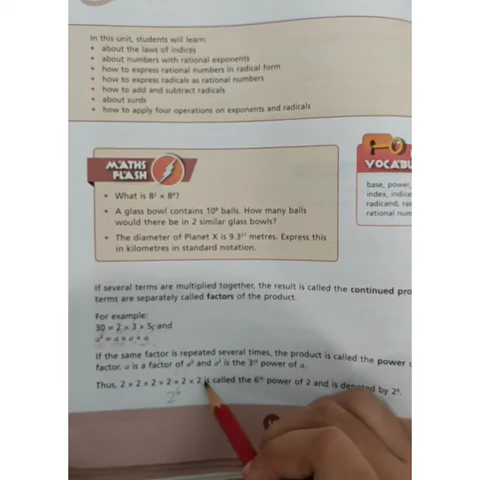 In this unit, students will learn:
• about the laws of indices
• about numbers with rational exponents
• how to express rational numbers in radical form
• how to express radicals as rational numbers
• how to add and subtract radicals
• about surds
• how to apply four operations on exponents and radicals
MATHS
FLASH
VOCABU
• What is 8² × 8⁰?
base, power,
index, indice
radicand, ra
rational num
• A glass bowl contains 10⁸ balls. How many balls
would there be in 2 similar glass bowls?
• The diameter of Planet X is 9.3²¹ metres. Express this
in kilometres in standard notation.
If several terms are multiplied together, the result is called the continued pro
terms are separately called factors of the product.
For example:
30 = 2 × 3 × 5; and
= a × a × a
If the same factor is repeated several times, the product is called the power
factor. a is a factor of a³ and a³ is the 3rd power of a.
Thus, 2 × 2 × 2 × 2 × 2 × 2 is called the 6th power of 2 and is denoted by 2⁶.
2⁶